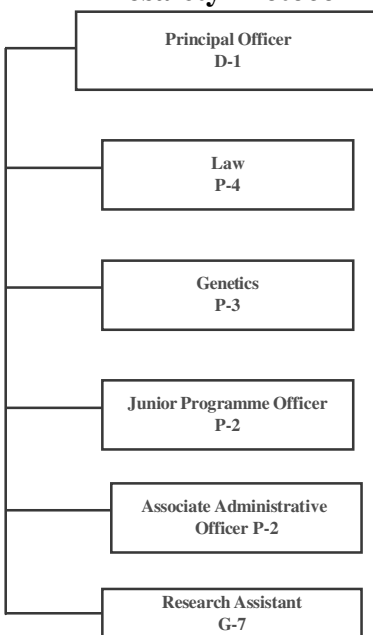 Principal Officer
D-1
Law
P-4
Genetics
P-3
Junior Programme Officer
P-2
Associate Administrative
Officer P-2
Research Assistant
G-7